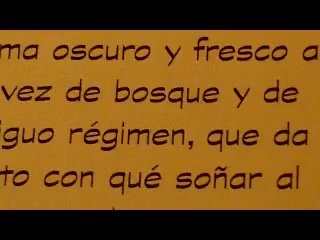 ma oscuro y fresco a
vez de bosque y de
iguo régimen, que da
to con qué soñar al